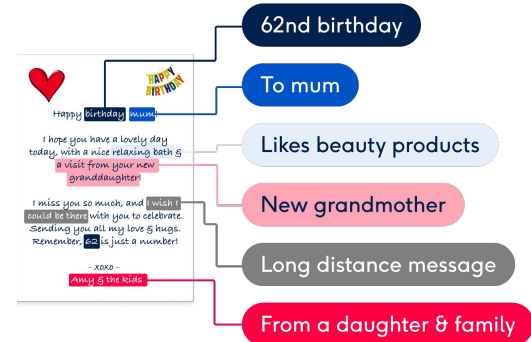 HAPPY
BIRTHDAY
Happy birthday mum!
I hope you have a lovely day
today, with a nice relaxing bath &
a visit from your new
granddaughter!
I miss you so much, and I wish I
could be there with you to celebrate.
Sending you all my love & hugs.
Remember, 62 is just a number!
- xoxo -
Amy & the kids
62nd birthday
To mum
Likes beauty products
New grandmother
Long distance message
From a daughter & family